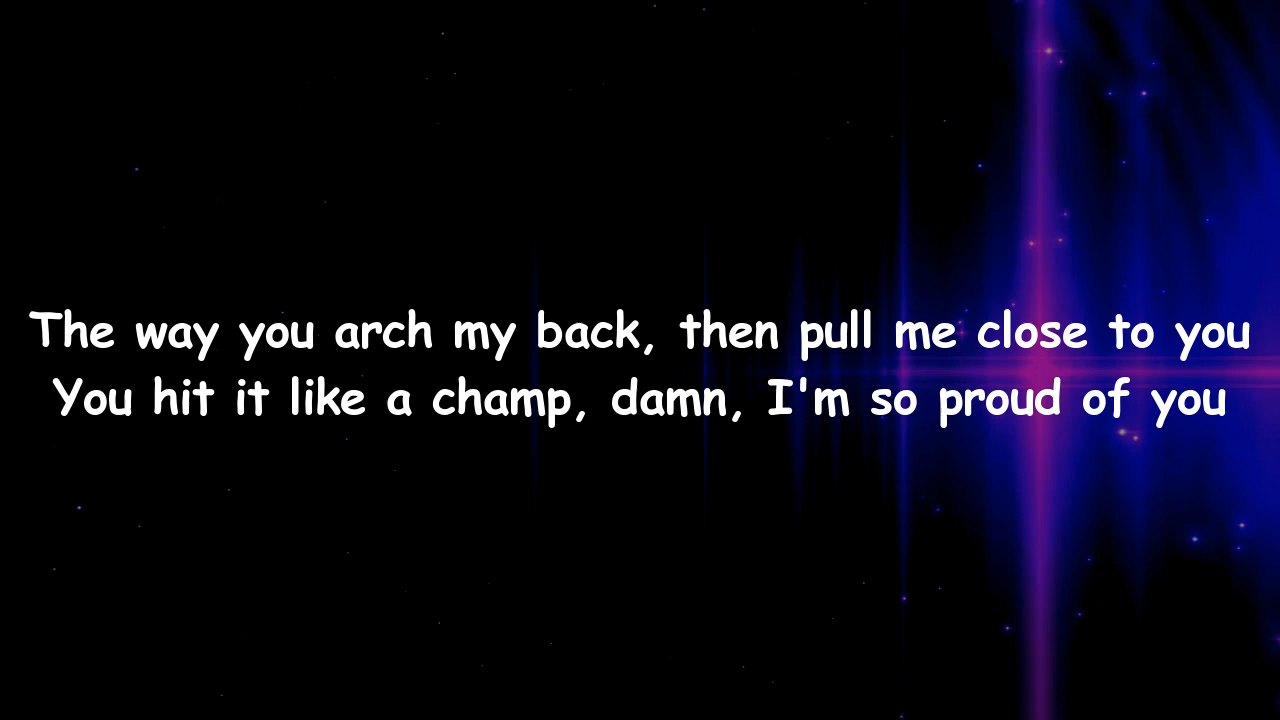 The way you arch my back, then pull me close to you
You hit it like a champ, damn, I'm so proud of you